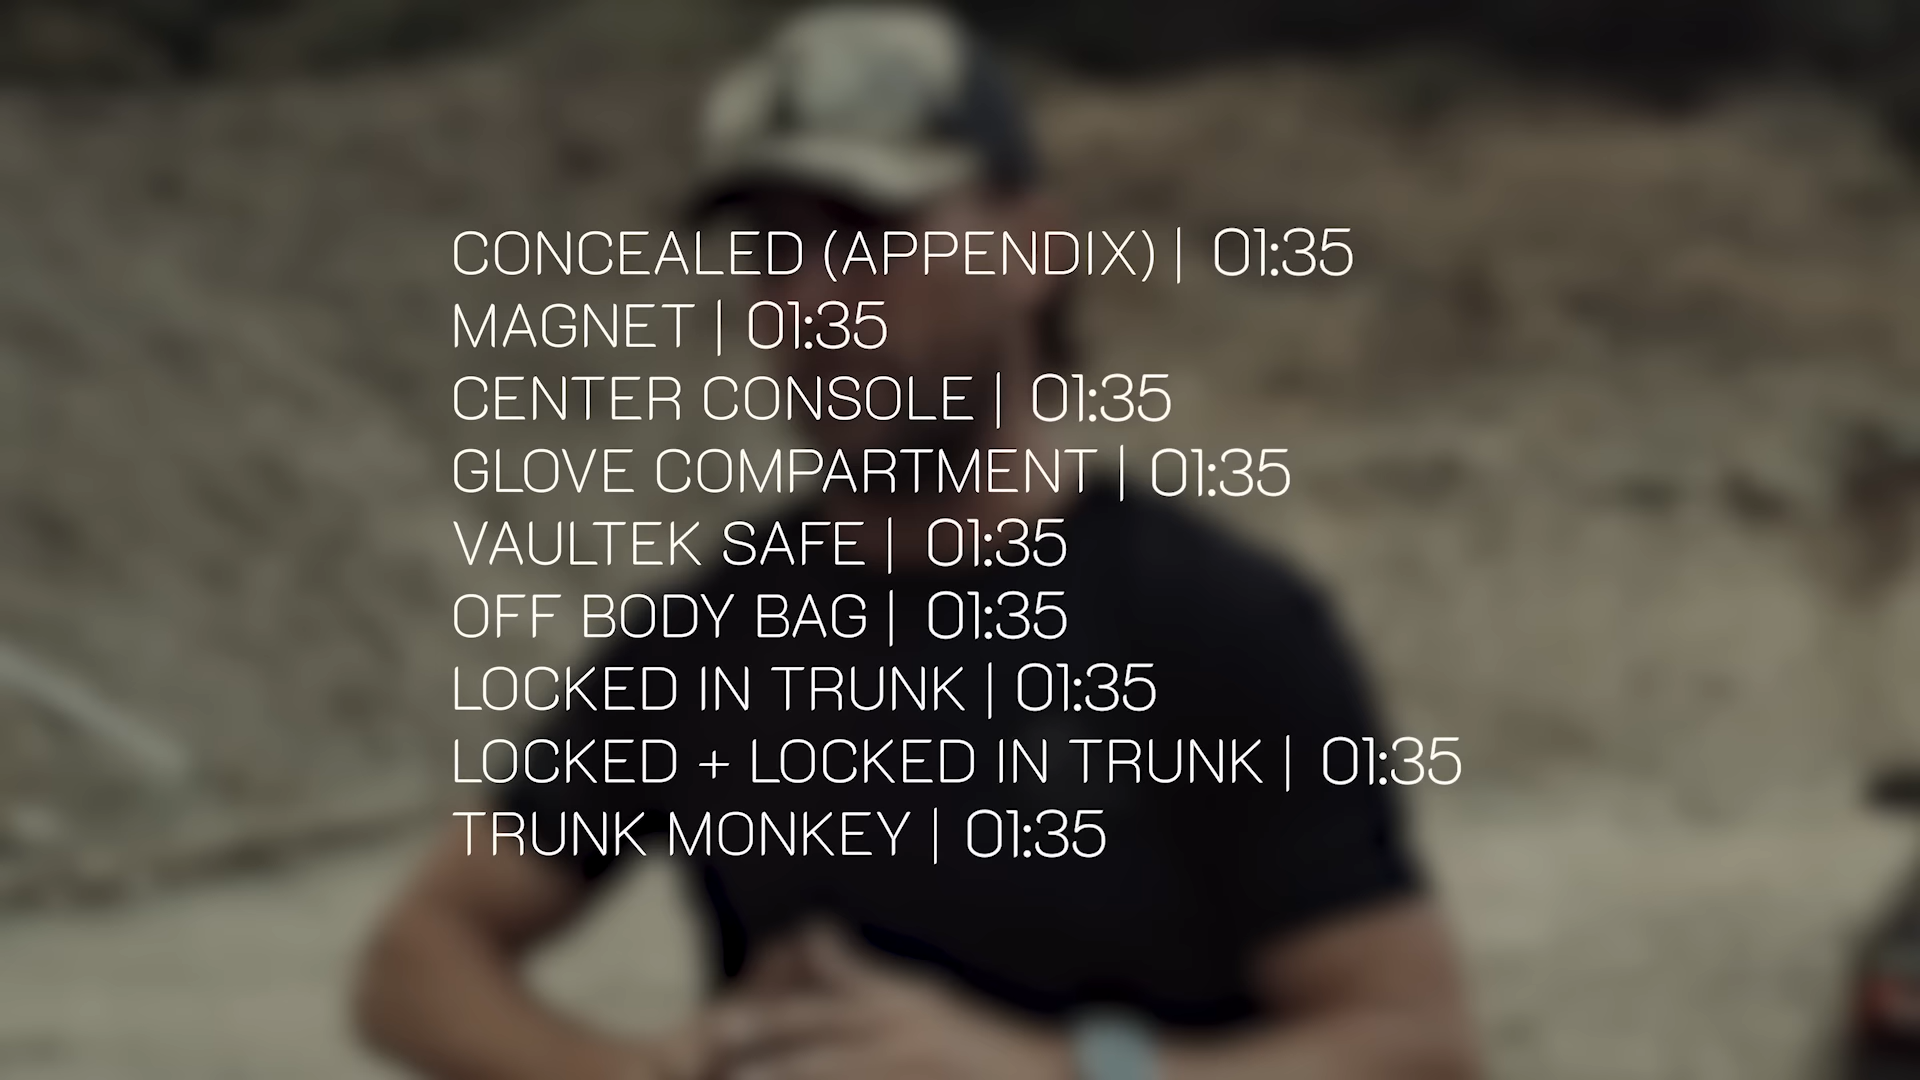 CONCEALED (APPENDIX) | 01:35
MAGNET | 01:35
CENTER CONSOLE | 01:35
GLOVE COMPARTMENT | 01:35
VAULTEK SAFE | 01:35
OFF BODY BAG | 01:35
LOCKED IN TRUNK | 01:35
LOCKED + LOCKED IN TRUNK | 01:35
TRUNK MONKEY | 01:35